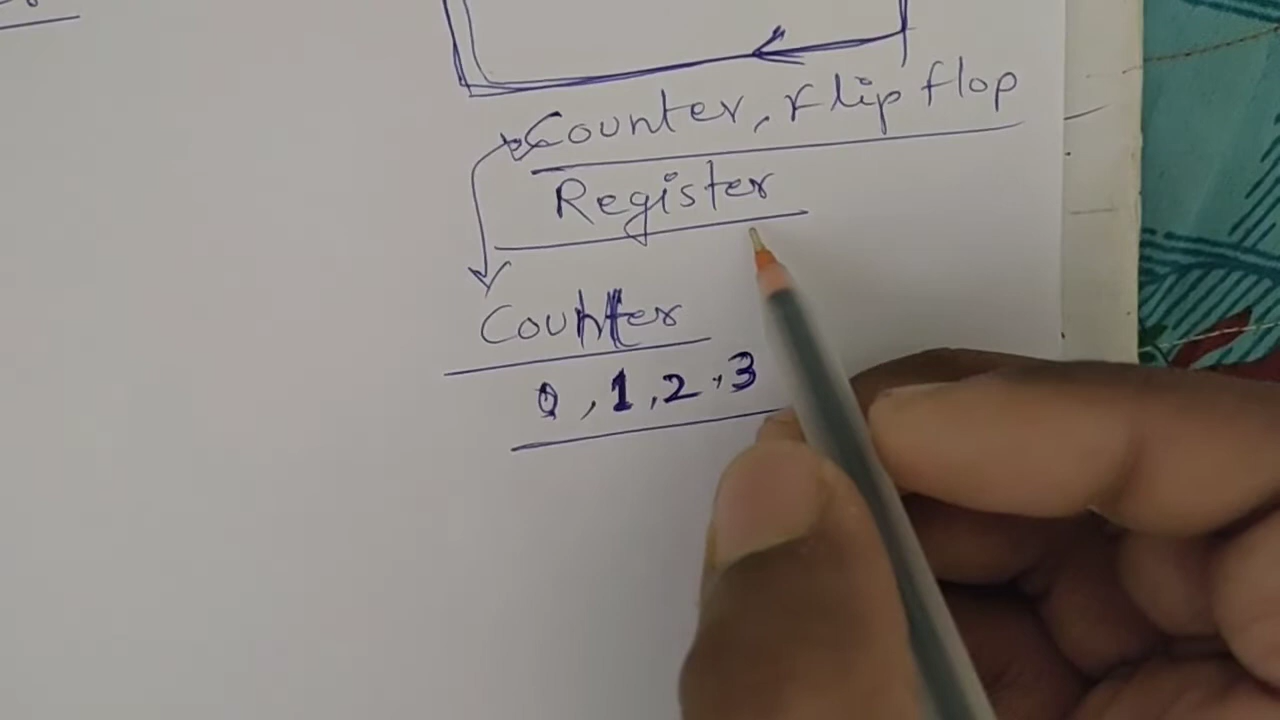 Counter, Flip flop
Register
Counter
0, 1, 2, 3